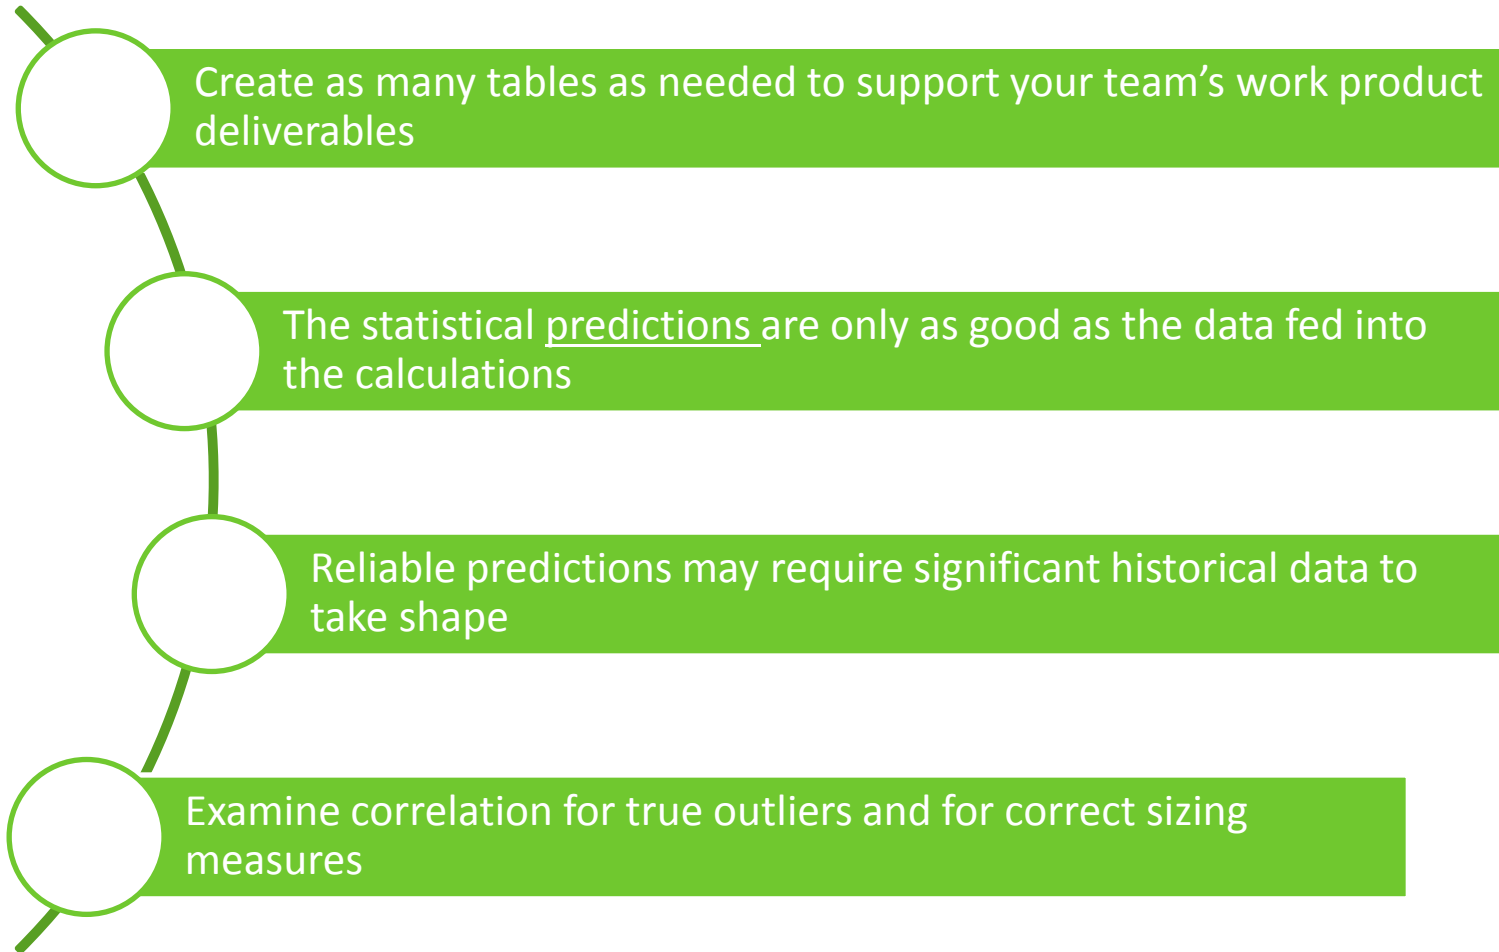 Create as many tables as needed to support your team’s work product
deliverables
The statistical predictions are only as good as the data fed into
the calculations
Reliable predictions may require significant historical data to
take shape
Examine correlation for true outliers and for correct sizing
measures